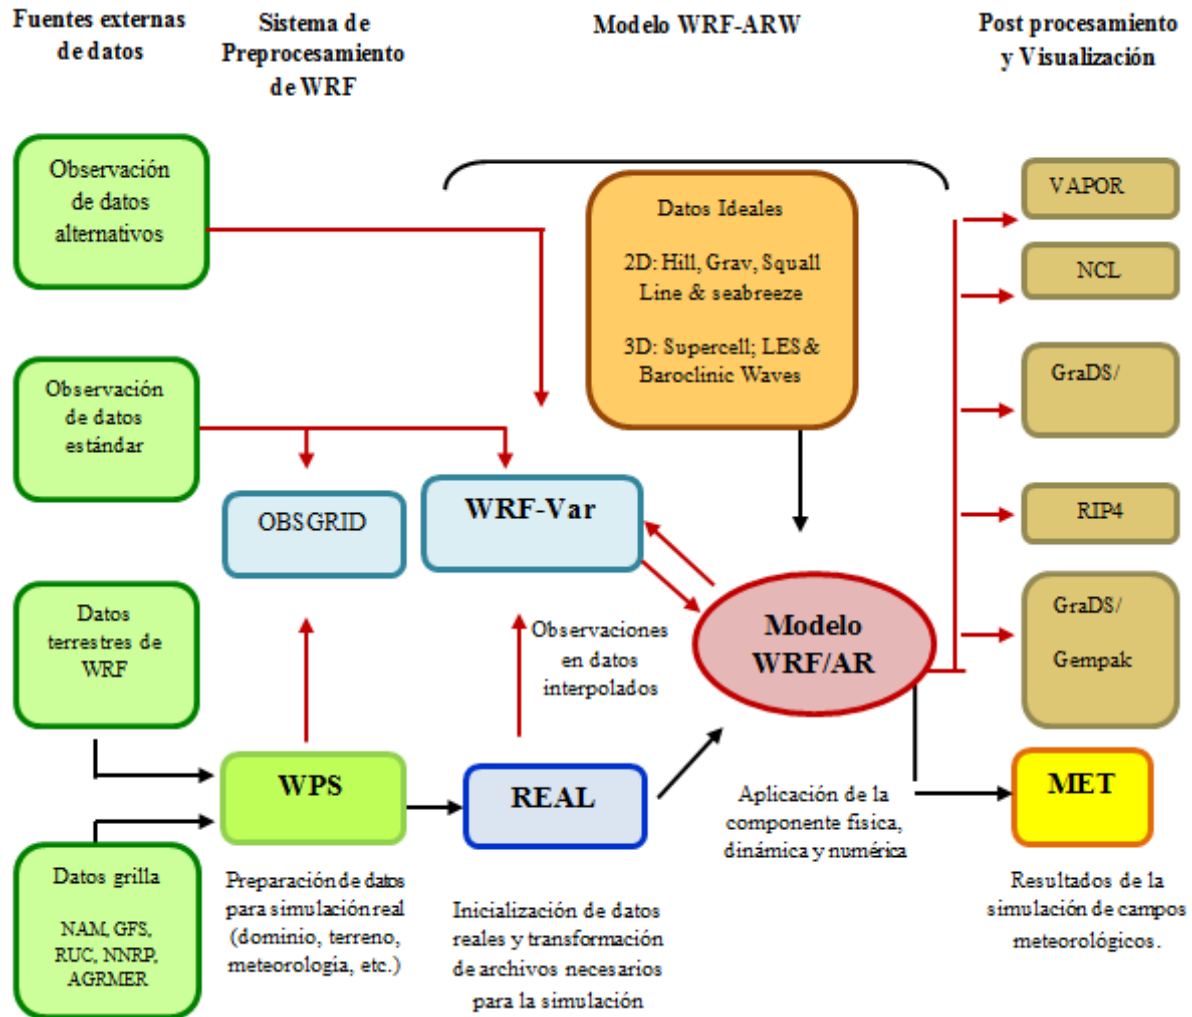 Fuentes externas
de datos
Sistema de
Preprocesamiento
de WRF
Modelo WRF-ARW
Post procesamiento
y Visualización
Observación
de datos
alternativos
Observación
de datos
estándar
Datos
terrestres de
WRF
Datos grilla
NAM, GFS,
RUC, NNRP,
AGRMER
OBSGRID
WPS
Preparación de datos
para simulación real
(dominio, terreno,
meteorología, etc.)
Datos Ideales
2D: Hill, Grav, Squall
Line & seabreeze
3D: Supercell; LES&
Baroclinic Waves
WRF-Var
Observaciones
en datos
interpolados
Modelo
WRF/AR
REAL
Inicialización de datos
reales y transformación
de archivos necesarios
para la simulación
Aplicación de la
componente fisica,
dinámica y numérica
VAPOR
NCL
GraDS/
RIP4
GraDS/
Gempak
MET
Resultados de la
simulación de campos
meteorológicos.